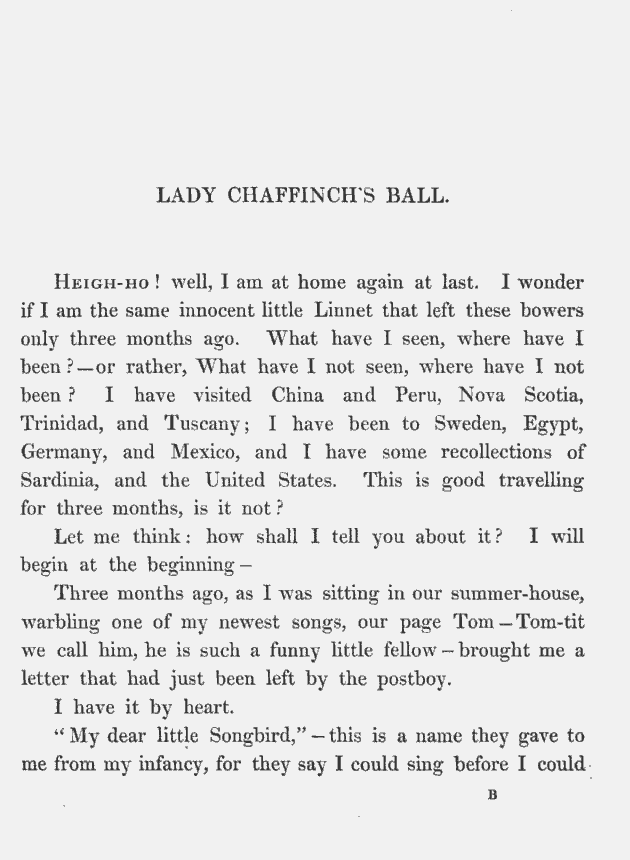 LADY CHAFFINCH'S BALL.
HEIGH-HO! well, I am at home again at last. I wonder
if I am the same innocent little Linnet that left these bowers
only three months ago. What have I seen, where have I
been?—or rather, What have I not seen, where have I not
been? I have visited China and Peru, Nova Scotia,
Trinidad, and Tuscany; I have been to Sweden, Egypt,
Germany, and Mexico, and I have some recollections of
Sardinia, and the United States. This is good travelling
for three months, is it not?
Let me think: how shall I tell you about it? I will
begin at the beginning—
Three months ago, as I was sitting in our summer-house,
warbling one of my newest songs, our page Tom—Tom-tit
we call him, he is such a funny little fellow—brought me a
letter that had just been left by the postboy.
I have it by heart.
“My dear little Songbird,”—this is a name they gave to
me from my infancy, for they say I could sing before I could
B